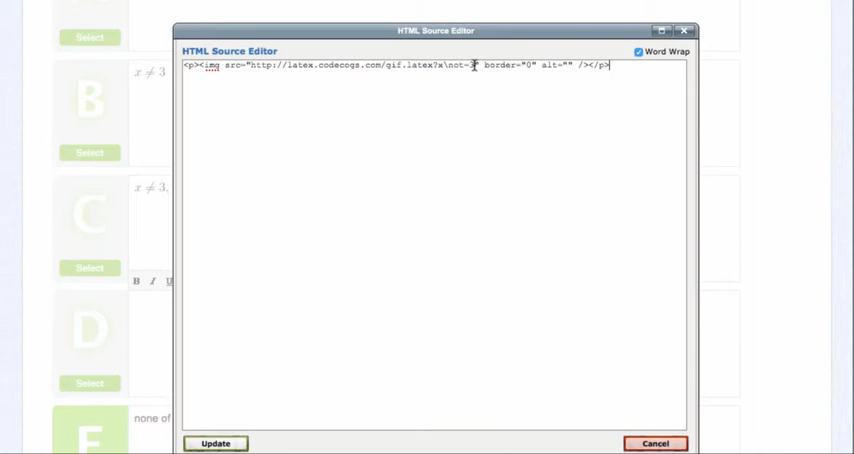 Select
HTML Source Editor
HTML Source Editor
Word Wrap
<p><img src="http://latex.codecogs.com/gif.latex?x\not=3" border="0" alt="" /></p>
x ≠ 3
B
Select
x ≠ 3,
C
Select
B I U
D
Select
none of
E
Update
Cancel